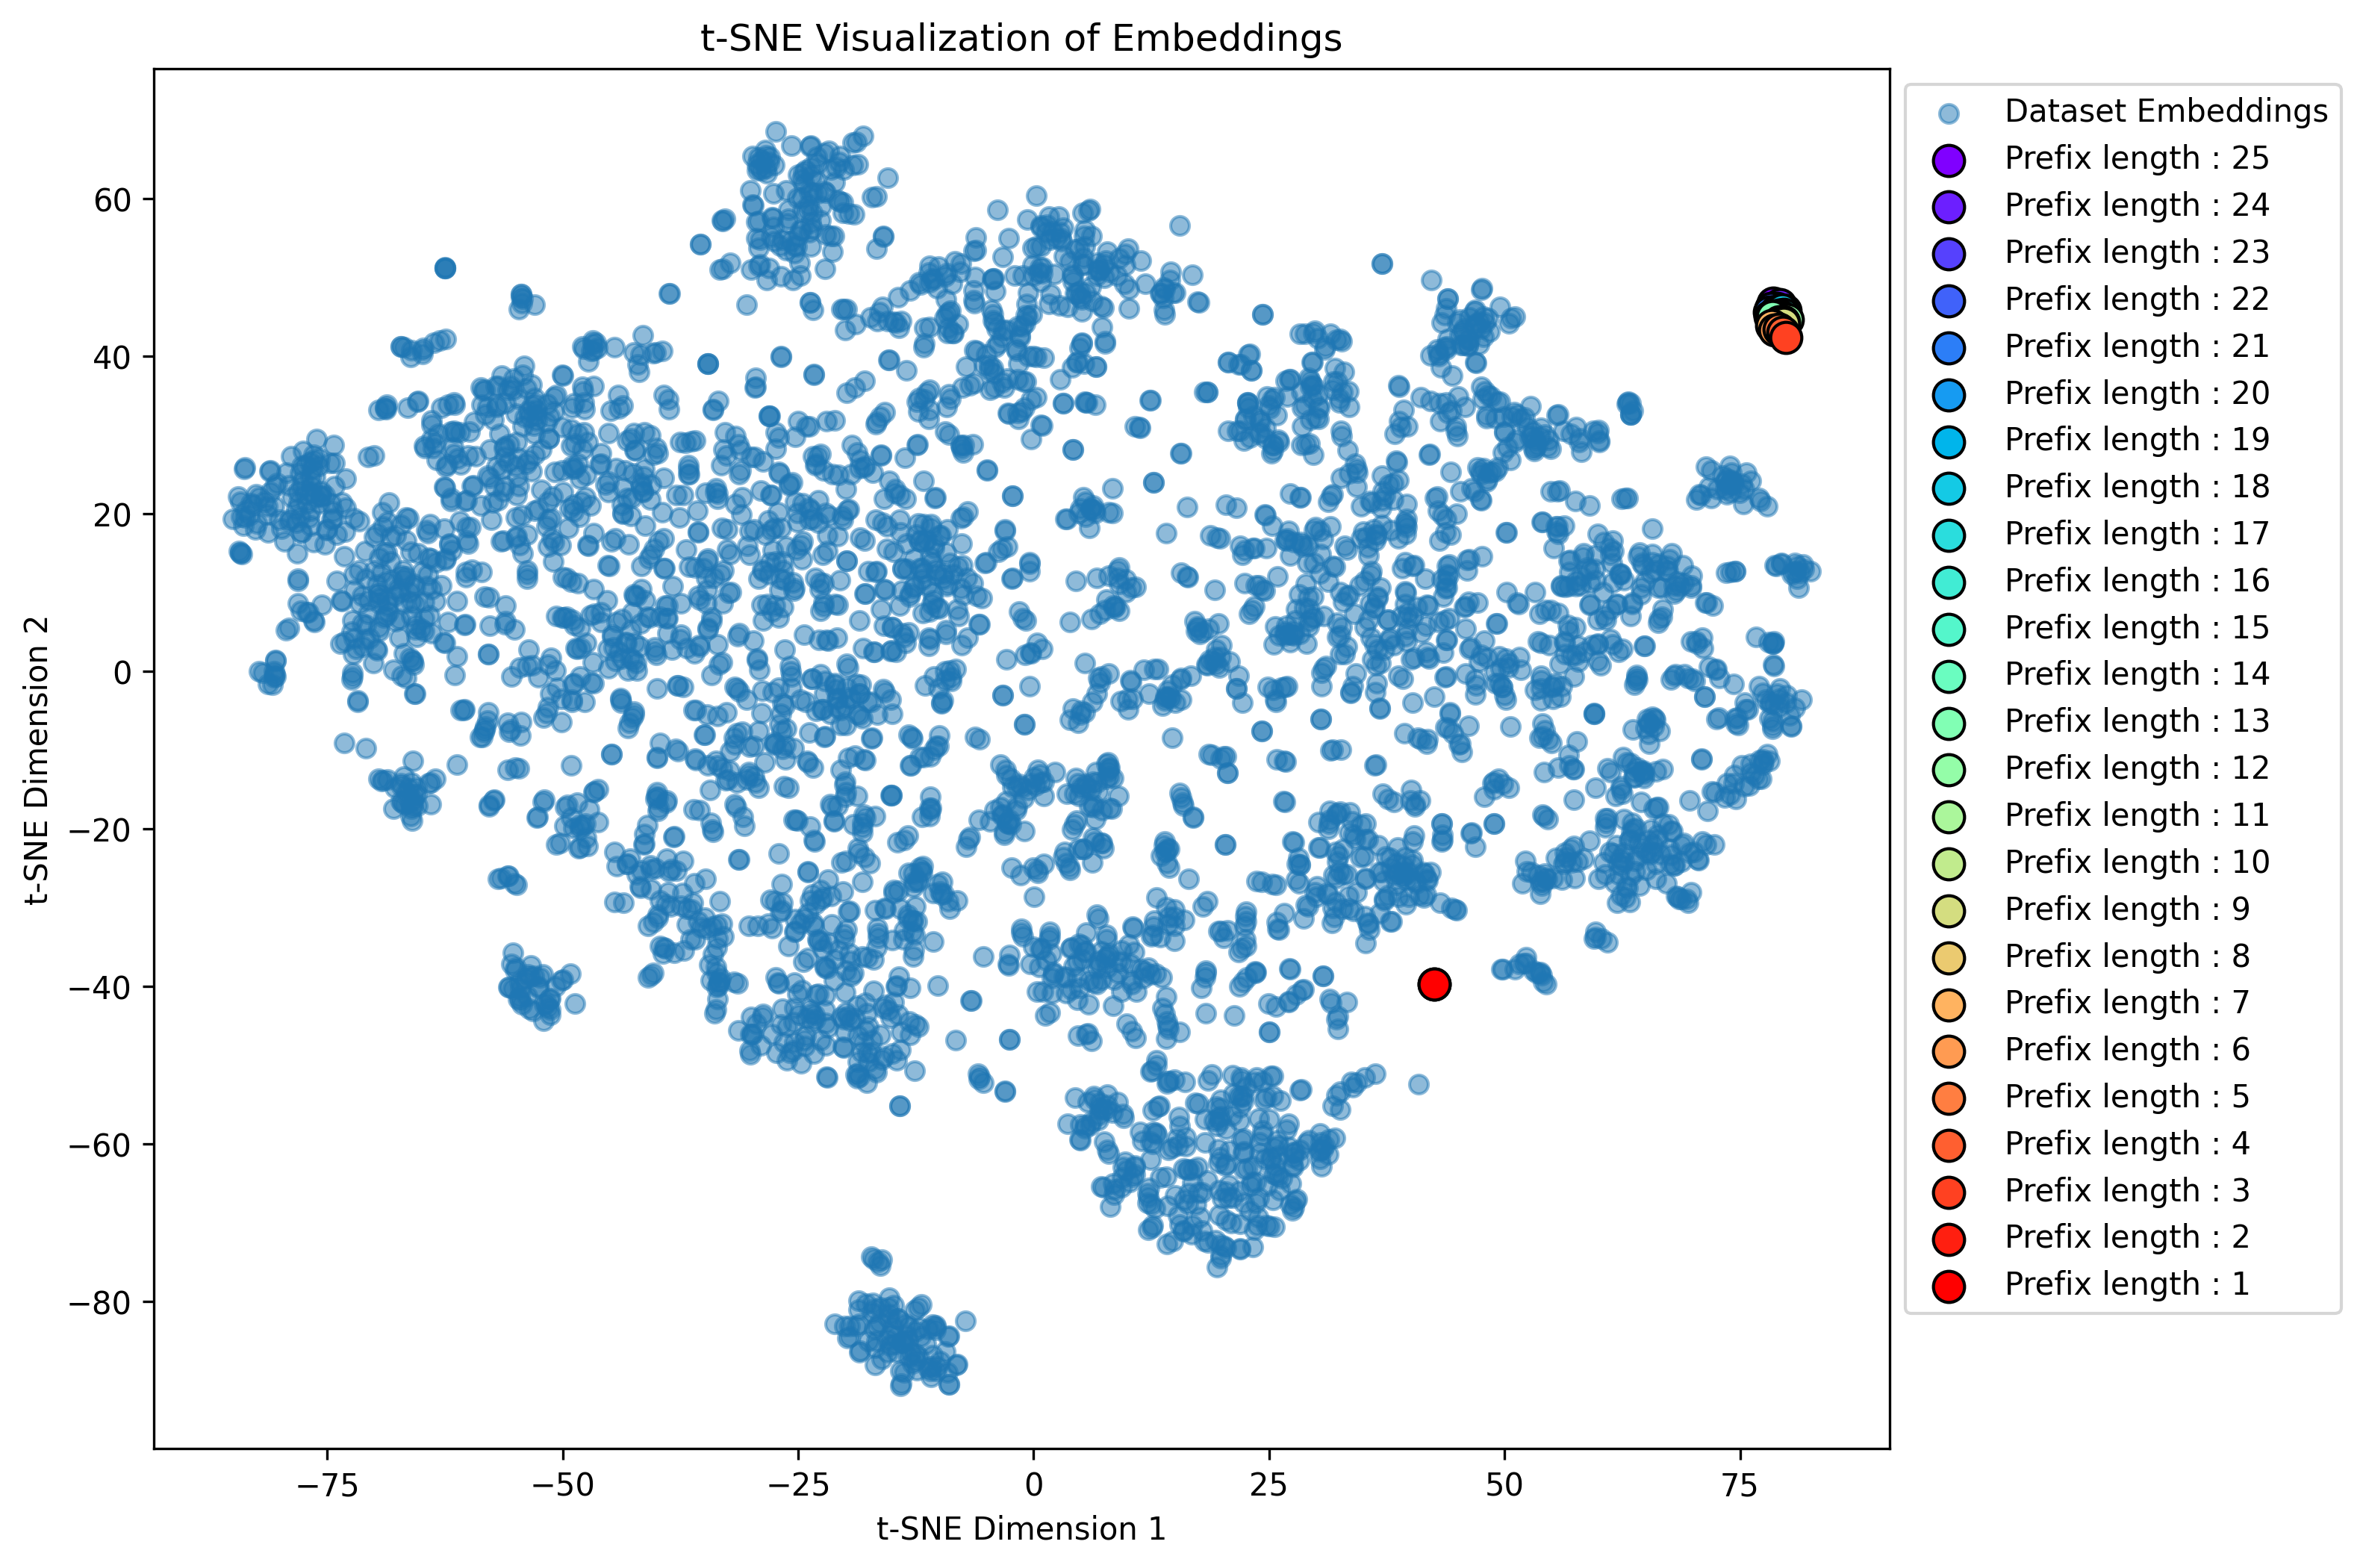 t-SNE Visualization of Embeddings
60
40
20
0
−20
−40
−60
−80
t-SNE Dimension 2
−75
−50
−25
0
25
50
75
t-SNE Dimension 1
Dataset Embeddings
Prefix length : 25
Prefix length : 24
Prefix length : 23
Prefix length : 22
Prefix length : 21
Prefix length : 20
Prefix length : 19
Prefix length : 18
Prefix length : 17
Prefix length : 16
Prefix length : 15
Prefix length : 14
Prefix length : 13
Prefix length : 12
Prefix length : 11
Prefix length : 10
Prefix length : 9
Prefix length : 8
Prefix length : 7
Prefix length : 6
Prefix length : 5
Prefix length : 4
Prefix length : 3
Prefix length : 2
Prefix length : 1